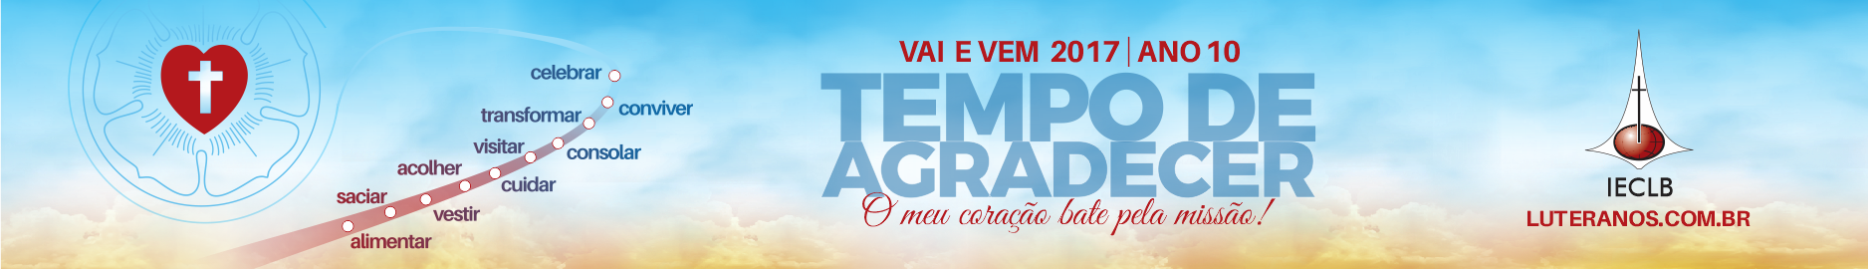 celebrar
conviver
transformar
visitar
consolar
acolher
cuidar
saciar
vestir
alimentar
VAI E VEM 2017 | ANO 10
TEMPO DE
AGRADECER
O meu coração bate pela missão!
IECLB
LUTERANOS.COM.BR